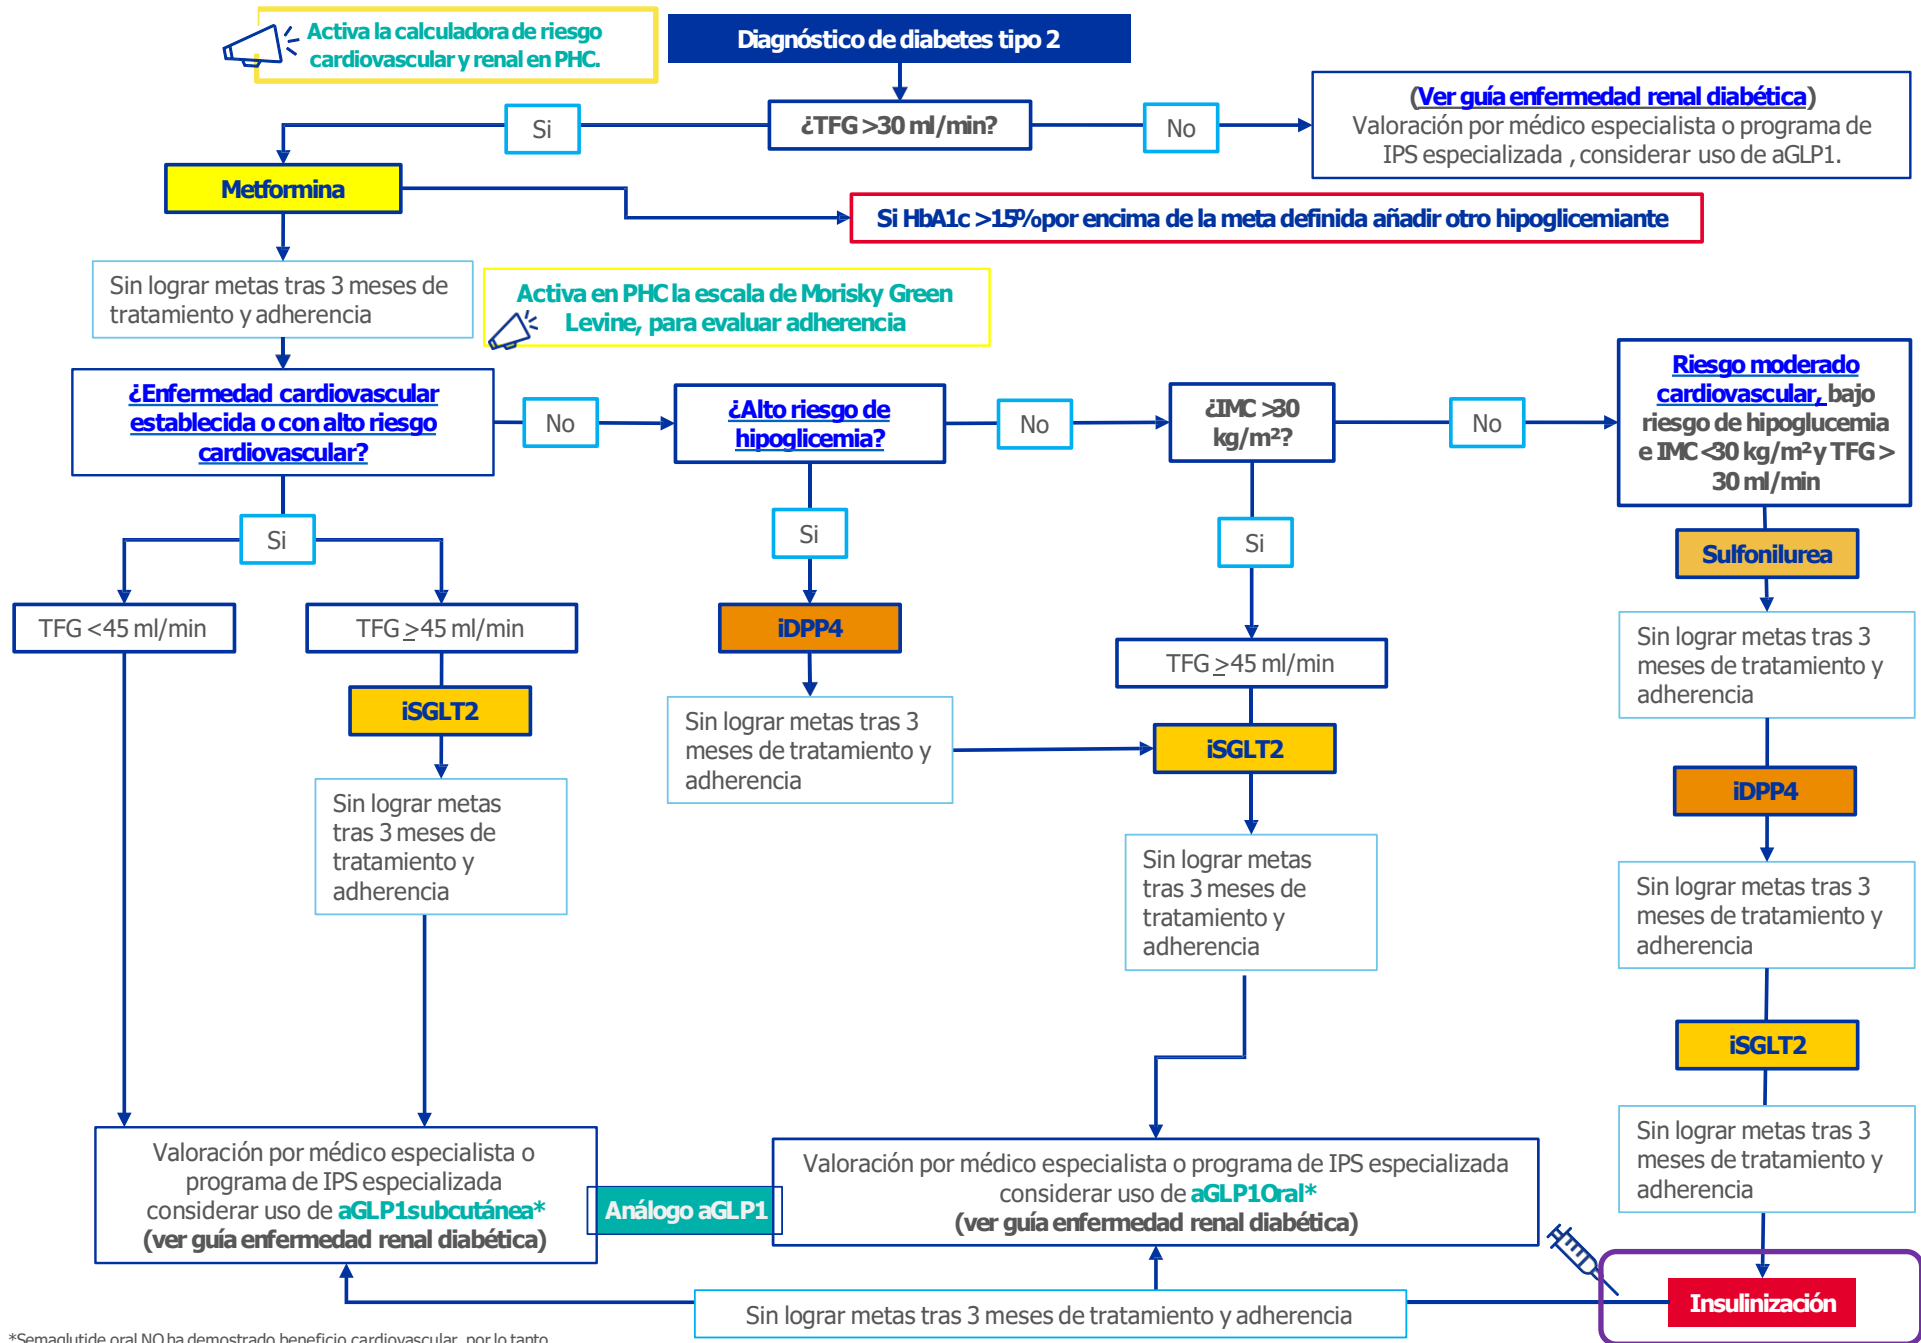 Activa la calculadora de riesgo
cardiovascular y renal en PHC.
Diagnóstico de diabetes tipo 2
¿TFG >30 ml/min?
Si
No
(Ver guía enfermedad renal diabética)
Valoración por médico especialista o programa de
IPS especializada , considerar uso de aGLP1.
Metformina
Si HbA1c >15% por encima de la meta definida añadir otro hipoglicemiante
Sin lograr metas tras 3 meses de
tratamiento y adherencia
Activa en PHC la escala de Morisky Green
Levine, para evaluar adherencia
¿Enfermedad cardiovascular
establecida o con alto riesgo
cardiovascular?
No
¿Alto riesgo de
hipoglicemia?
No
¿IMC >30
kg/m²?
No
Riesgo moderado
cardiovascular, bajo
riesgo de hipoglucemia
e IMC <30 kg/m² y TFG >
30 ml/min
Si
Si
Si
Sulfonilurea
TFG <45 ml/min
TFG >45 ml/min
iDPP4
TFG >45 ml/min
Sin lograr metas tras 3
meses de tratamiento y
adherencia
iSGLT2
Sin lograr metas tras 3
meses de tratamiento y
adherencia
iSGLT2
iDPP4
Sin lograr metas
tras 3 meses de
tratamiento y
adherencia
Sin lograr metas
tras 3 meses de
tratamiento y
adherencia
Sin lograr metas tras 3
meses de tratamiento y
adherencia
iSGLT2
Sin lograr metas tras 3
meses de tratamiento y
adherencia
Valoración por médico especialista o
programa de IPS especializada
considerar uso de aGLP1subcutánea*
(ver guía enfermedad renal diabética)
Análogo aGLP1
Valoración por médico especialista o programa de IPS especializada
considerar uso de aGLP1Oral*
(ver guía enfermedad renal diabética)
Sin lograr metas tras 3 meses de tratamiento y adherencia
Insulinización
*Semaglutide oral NO ha demostrado beneficio cardiovascular, por lo tanto